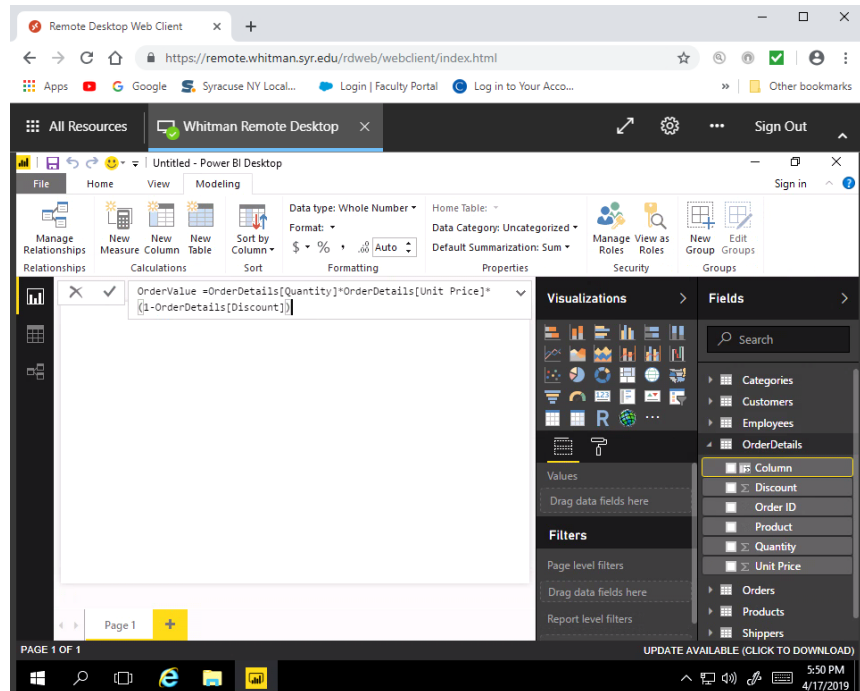 Remote Desktop Web Client
https://remote.whitman.syr.edu/rdweb/webclient/index.html
Apps Google Syracuse NY Local... Login | Faculty Portal Log in to Your Acco... » Other bookmarks
All Resources Whitman Remote Desktop Sign Out
Untitled - Power BI Desktop
File Home View Modeling Sign in
Manage Relationships
New Measure
New Column
New Table
Sort by Column
Data type: Whole Number
Format:
$ % , .00 Auto
Home Table:
Data Category: Uncategorized
Default Summarization: Sum
Manage Roles
View as Roles
New Group
Edit Groups
Relationships Calculations Sort Formatting Properties Security Groups
OrderValue =OrderDetails[Quantity]*OrderDetails[Unit Price]*
(1-OrderDetails[Discount])
Visualizations
123
R
Values
Drag data fields here
Filters
Page level filters
Drag data fields here
Report level filters
Fields
Search
Categories
Customers
Employees
OrderDetails
Column
Discount
Order ID
Product
Quantity
Unit Price
Orders
Products
Shippers
Page 1
PAGE 1 OF 1 UPDATE AVAILABLE (CLICK TO DOWNLOAD)
5:50 PM
4/17/2019